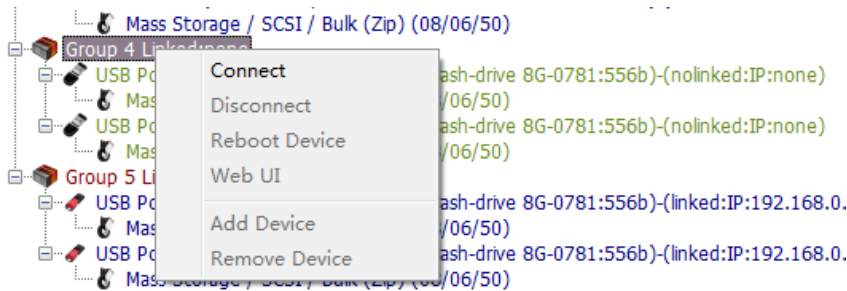 Mass Storage / SCSI / Bulk (Zip) (08/06/50)
Group 4 Linked:none
Connect
Disconnect
Reboot Device
Web UI
Add Device
Remove Device
USB Po ash-drive 8G-0781:556b)-(nolinked:IP:none)
Mas /06/50)
USB Po ash-drive 8G-0781:556b)-(nolinked:IP:none)
Mas /06/50)
Group 5 Li
USB Po ash-drive 8G-0781:556b)-(linked:IP:192.168.0.
Mas /06/50)
USB Po ash-drive 8G-0781:556b)-(linked:IP:192.168.0.
Mass Storage / SCSI / Bulk (Zip) (08/06/50)